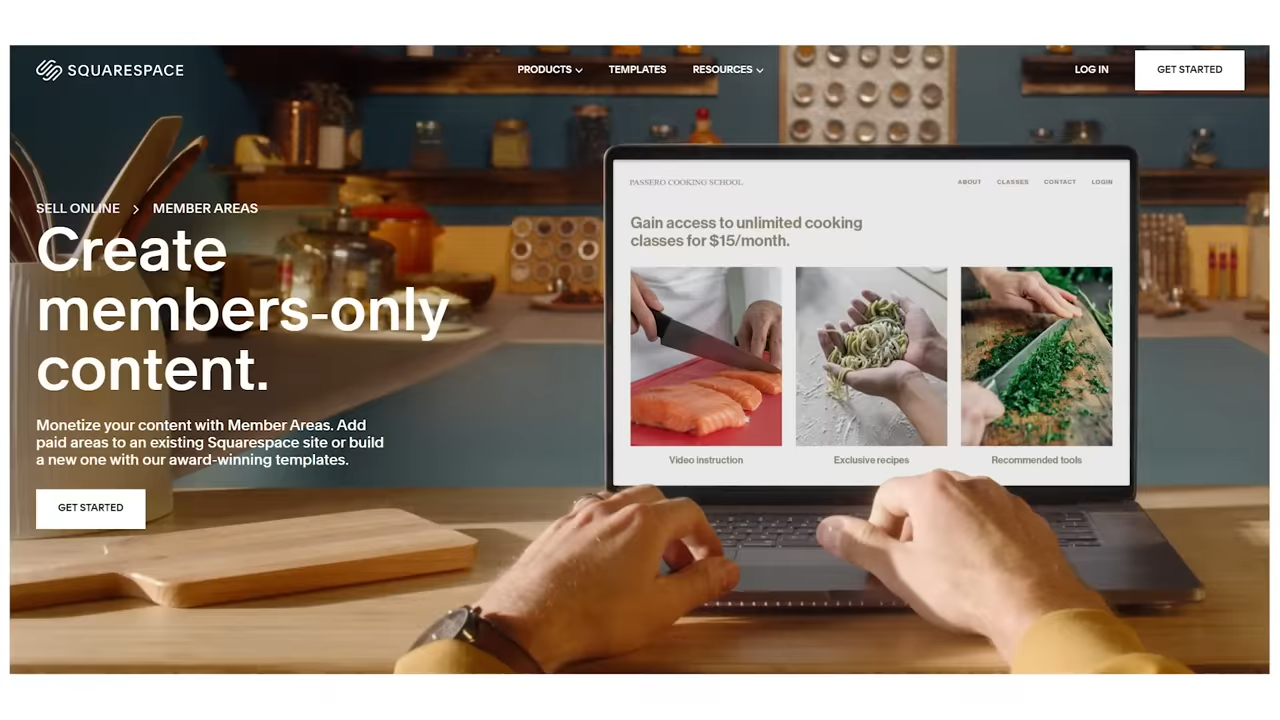 SQUARESPACE
PRODUCTS
TEMPLATES
RESOURCES
LOG IN
GET STARTED
SELL ONLINE > MEMBER AREAS
Create
members-only
content.
Monetize your content with Member Areas. Add
paid areas to an existing Squarespace site or build
a new one with our award-winning templates.
GET STARTED
PASSERO COOKING SCHOOL
ABOUT
CLASSES
CONTACT
LOGIN
Gain access to unlimited cooking
classes for $15/month.
Video instruction
Exclusive recipes
Recommended tools